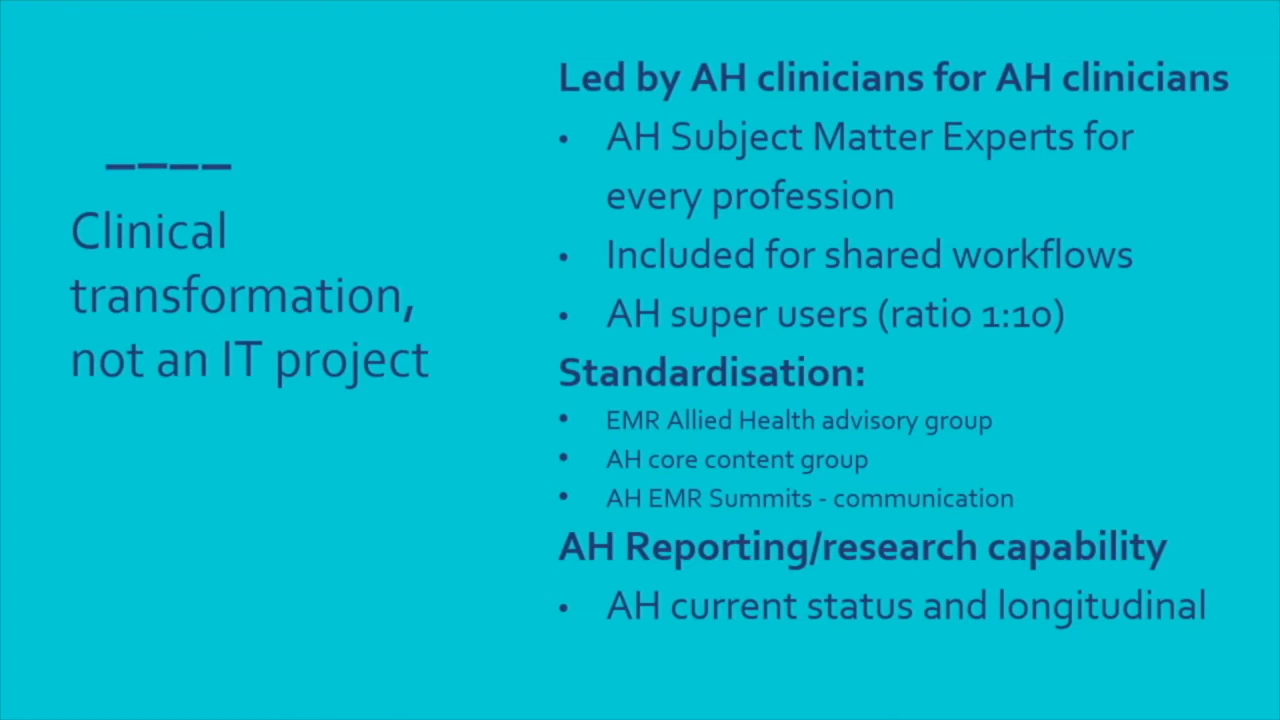 Clinical
transformation,
not an IT project
Led by AH clinicians for AH clinicians
• AH Subject Matter Experts for
every profession
• Included for shared workflows
• AH super users (ratio 1:10)
Standardisation:
• EMR Allied Health advisory group
• AH core content group
• AH EMR Summits - communication
AH Reporting/research capability
• AH current status and longitudinal